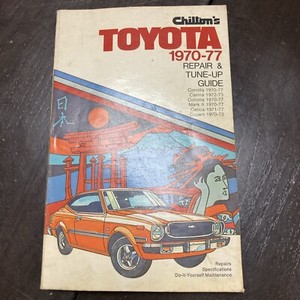 Chilton's
TOYOTA
1970-77
REPAIR &
TUNE-UP
GUIDE
Corolla 1970-77
Carina 1972-73
Corona 1970-77
Mark II 1970-77
Celica 1971-77
Crown 1970-73
日
本
Repairs
Specifications
Do-It-Yourself Maintenance